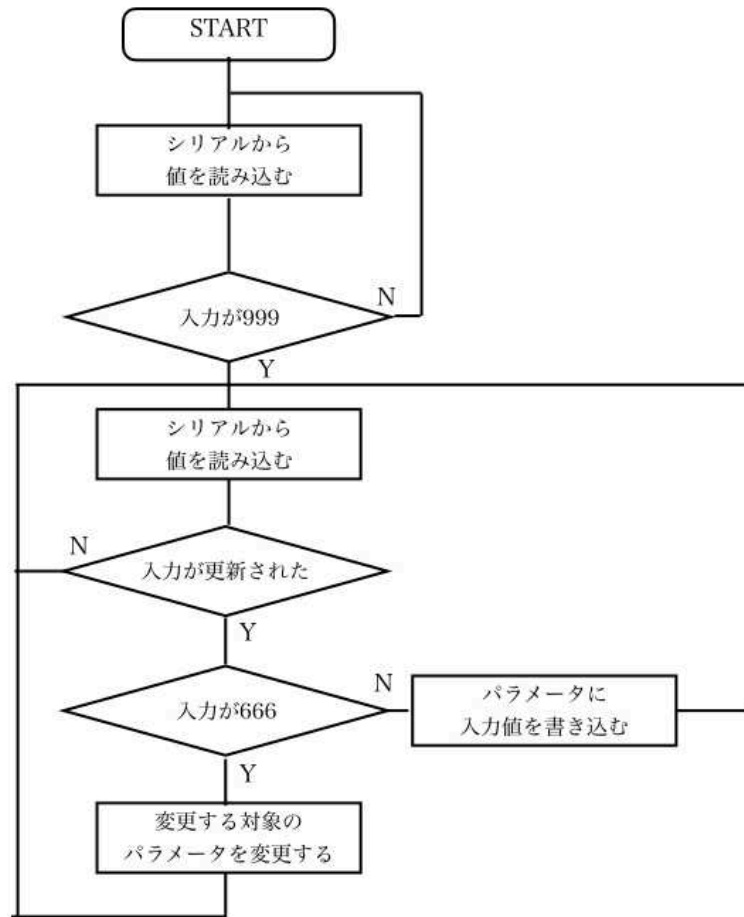 START
シリアルから
値を読み込む
N
入力が999
Y
シリアルから
値を読み込む
N
入力が更新された
Y
入力が666
N
パラメータに
入力値を書き込む
Y
変更する対象の
パラメータを変更する